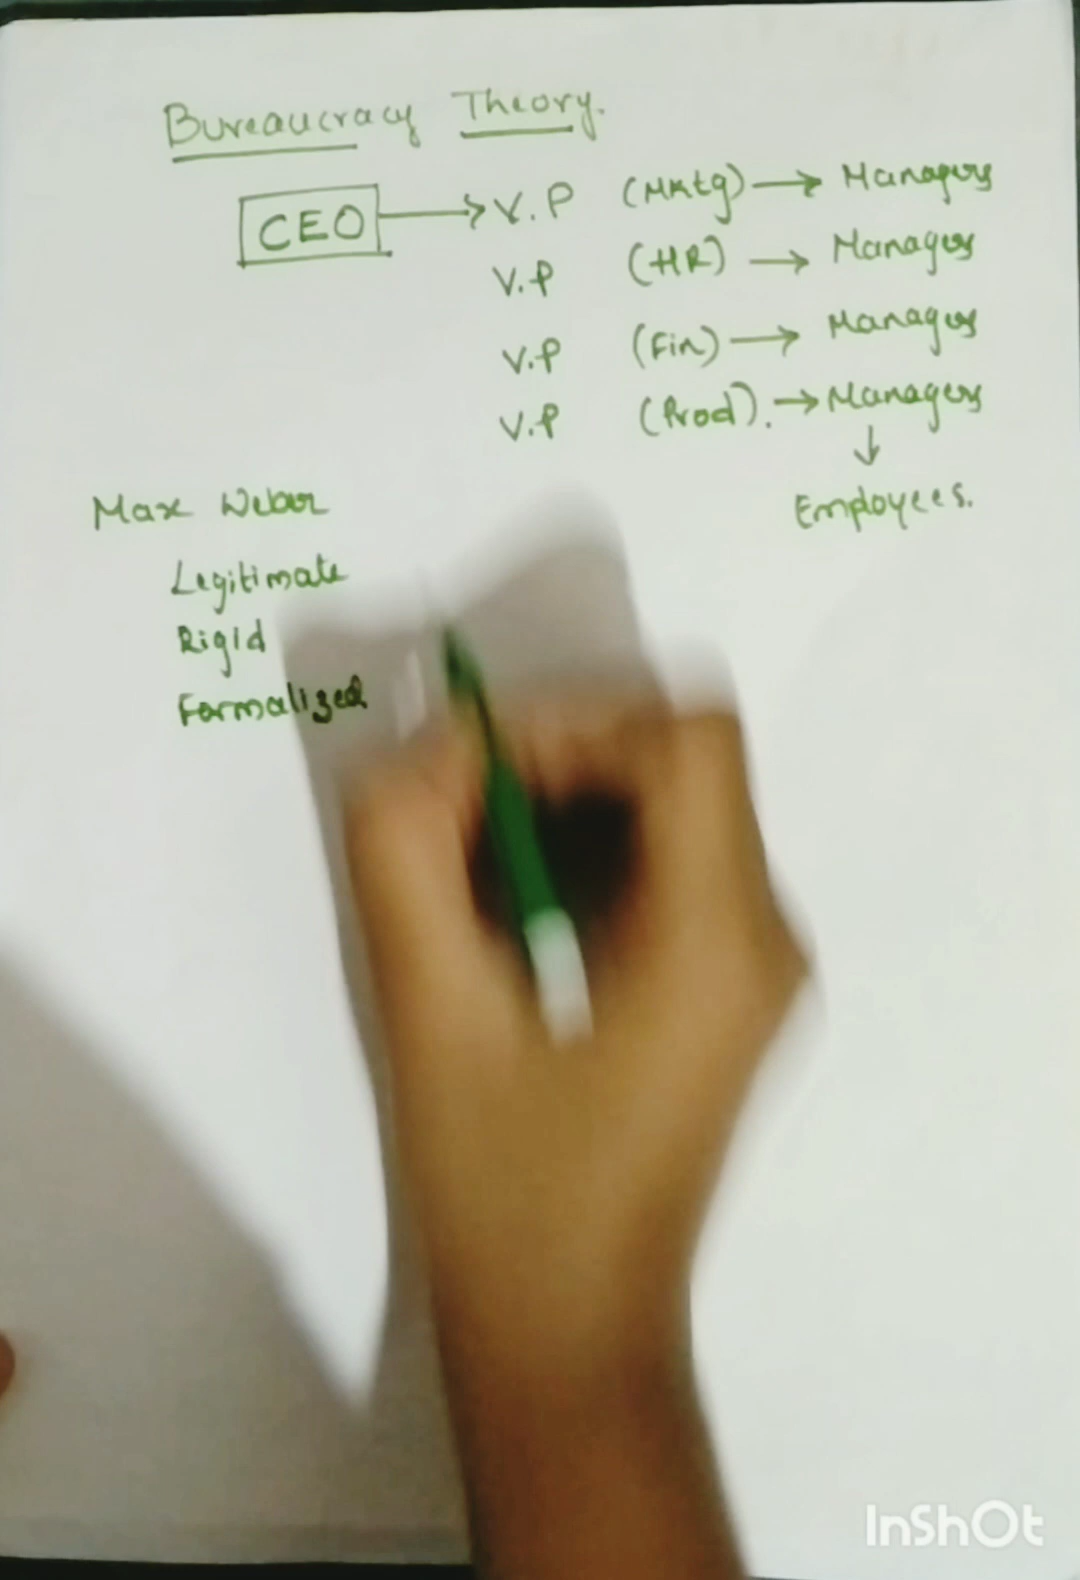 Bureaucracy Theory.
CEO → V.P (Mktg) → Managers
V.P (HR) → Managers
V.P (Fin) → Managers
V.P (Prod). → Managers
↓
Employees.
Max Weber
Legitimate
Rigid
Formalized
InShOt